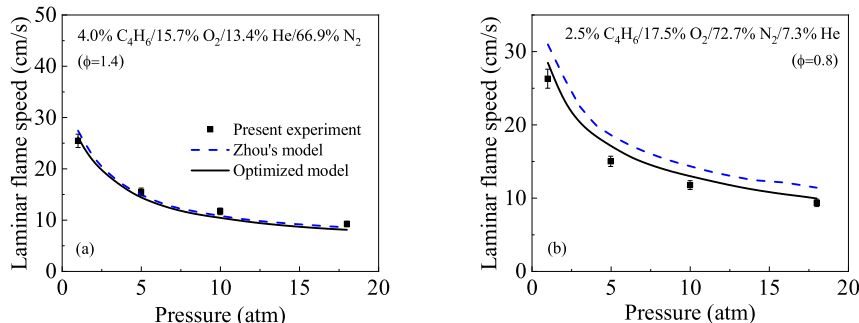 50
40
30
20
10
0
Laminar flame speed (cm/s)
4.0% C₄H₆/15.7% O₂/13.4% He/66.9% N₂
(ϕ=1.4)
Present experiment
Zhou's model
Optimized model
(a)
0 5 10 15 20
Pressure (atm)
30
20
10
0
Laminar flame speed (cm/s)
2.5% C₄H₆/17.5% O₂/72.7% N₂/7.3% He
(ϕ=0.8)
(b)
0 5 10 15 20
Pressure (atm)